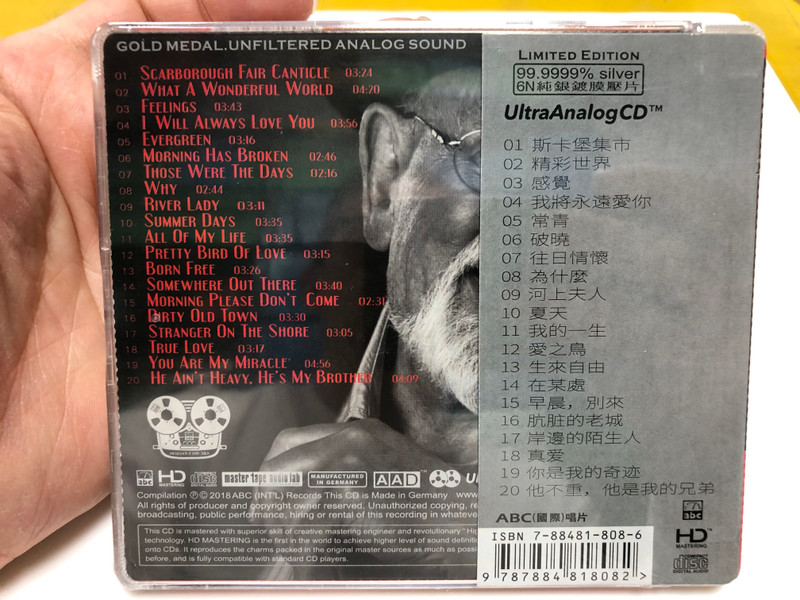 GOLD MEDAL.UNFILTERED ANALOG SOUND
01 Scarborough Fair Canticle 03:24
02 What A Wonderful World 04:20
03 Feelings 03:43
04 I Will Always Love You 03:56
05 Evergreen 03:16
06 Morning Has Broken 02:46
07 Those Were The Days 02:16
08 Why 02:44
09 River Lady 03:11
10 Summer Days 03:35
11 All Of My Life 03:35
12 Pretty Bird Of Love 03:15
13 Born Free 03:26
14 Somewhere Out There 03:40
15 Morning Please Don't Come 02:31
16 Dirty Old Town 03:30
17 Stranger On The Shore 03:05
18 True Love 03:17
19 You Are My Miracle 04:56
20 He Ain't Heavy, He's My Brother 04:09
abc HD MASTERING COMPACT disc DIGITAL AUDIO master tape audio lab MANUFACTURED IN GERMANY AAD
Compilation ℗ © 2018 ABC (INT'L) Records This CD is Made in Germany www
All rights of producer and copyright owner reserved. Unauthorized copying, re
broadcasting, public performance, hiring or rental of this recording in whatever
This CD is mastered with superior skill of creative mastering engineer and revolutionary "Hi
technology. HD MASTERING is the first in the world to achieve higher level of sound defini
onto CDs. It reproduces the charms packed in the original master sources as much as possi
before, and is fully compatible with standard CD players.
Limited Edition
99.9999% silver
6N純銀鍍膜壓片
UltraAnalogCD™
01 斯卡堡集市
02 精彩世界
03 感覺
04 我將永遠愛你
05 常青
06 破曉
07 往日情懷
08 為什麼
09 河上夫人
10 夏天
11 我的一生
12 愛之鳥
13 生來自由
14 在某處
15 早晨，別來
16 肮脏的老城
17 岸邊的陌生人
18 真爱
19 你是我的奇迹
20 他不重，他是我的兄弟
ABC(國際)唱片
abc
ISBN 7-88481-808-6
9 787884 818082 >
HD™
MASTERING
COMPACT
disc
DIGITAL AUDIO